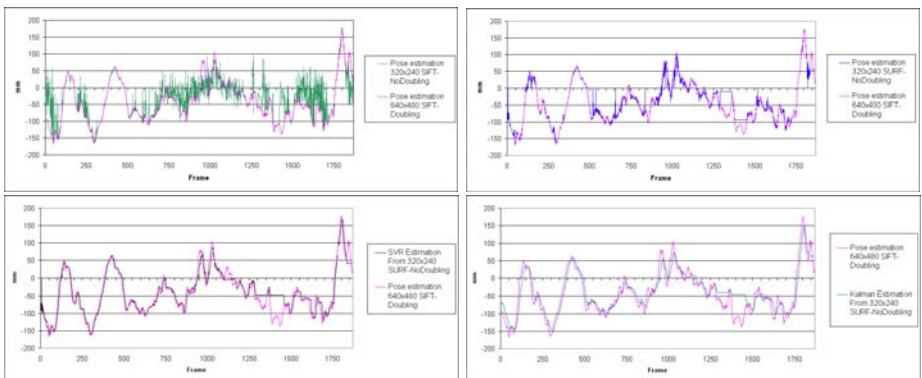 200
150
100
50
0
-50
-100
-150
-200
mm
0 250 500 750 1000 1250 1500 1750
Frame
Pose estimation
320x240 SIFT-
NoDoubling
Pose estimation
640x480 SIFT-
Doubling
200
150
100
50
0
-50
-100
-150
-200
mm
0 250 500 750 1000 1250 1500 1750
Frame
Pose estimation
320x240 SURF-
NoDoubling
Pose estimation
640x480 SIFT-
Doubling
200
150
100
50
0
-50
-100
-150
-200
mm
0 250 500 750 1000 1250 1500 1750
Frame
SVR Estimation
From 320x240
SURF-NoDoubling
Pose estimation
640x480 SIFT-
Doubling
200
150
100
50
0
-50
-100
-150
-200
mm
0 250 500 750 1000 1250 1500 1750
Frame
Pose estimation
640x480 SIFT-
Doubling
Kalman Estimation
From 320x240
SURF-NoDoubling